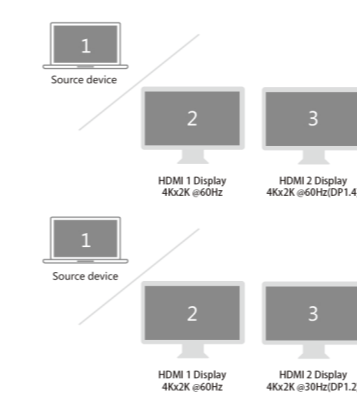 1
Source device
2
3
HDMI 1 Display
4Kx2K @60Hz
HDMI 2 Display
4Kx2K @60Hz(DP1.4)
1
Source device
2
3
HDMI 1 Display
4Kx2K @60Hz
HDMI 2 Display
4Kx2K @30Hz(DP1.2